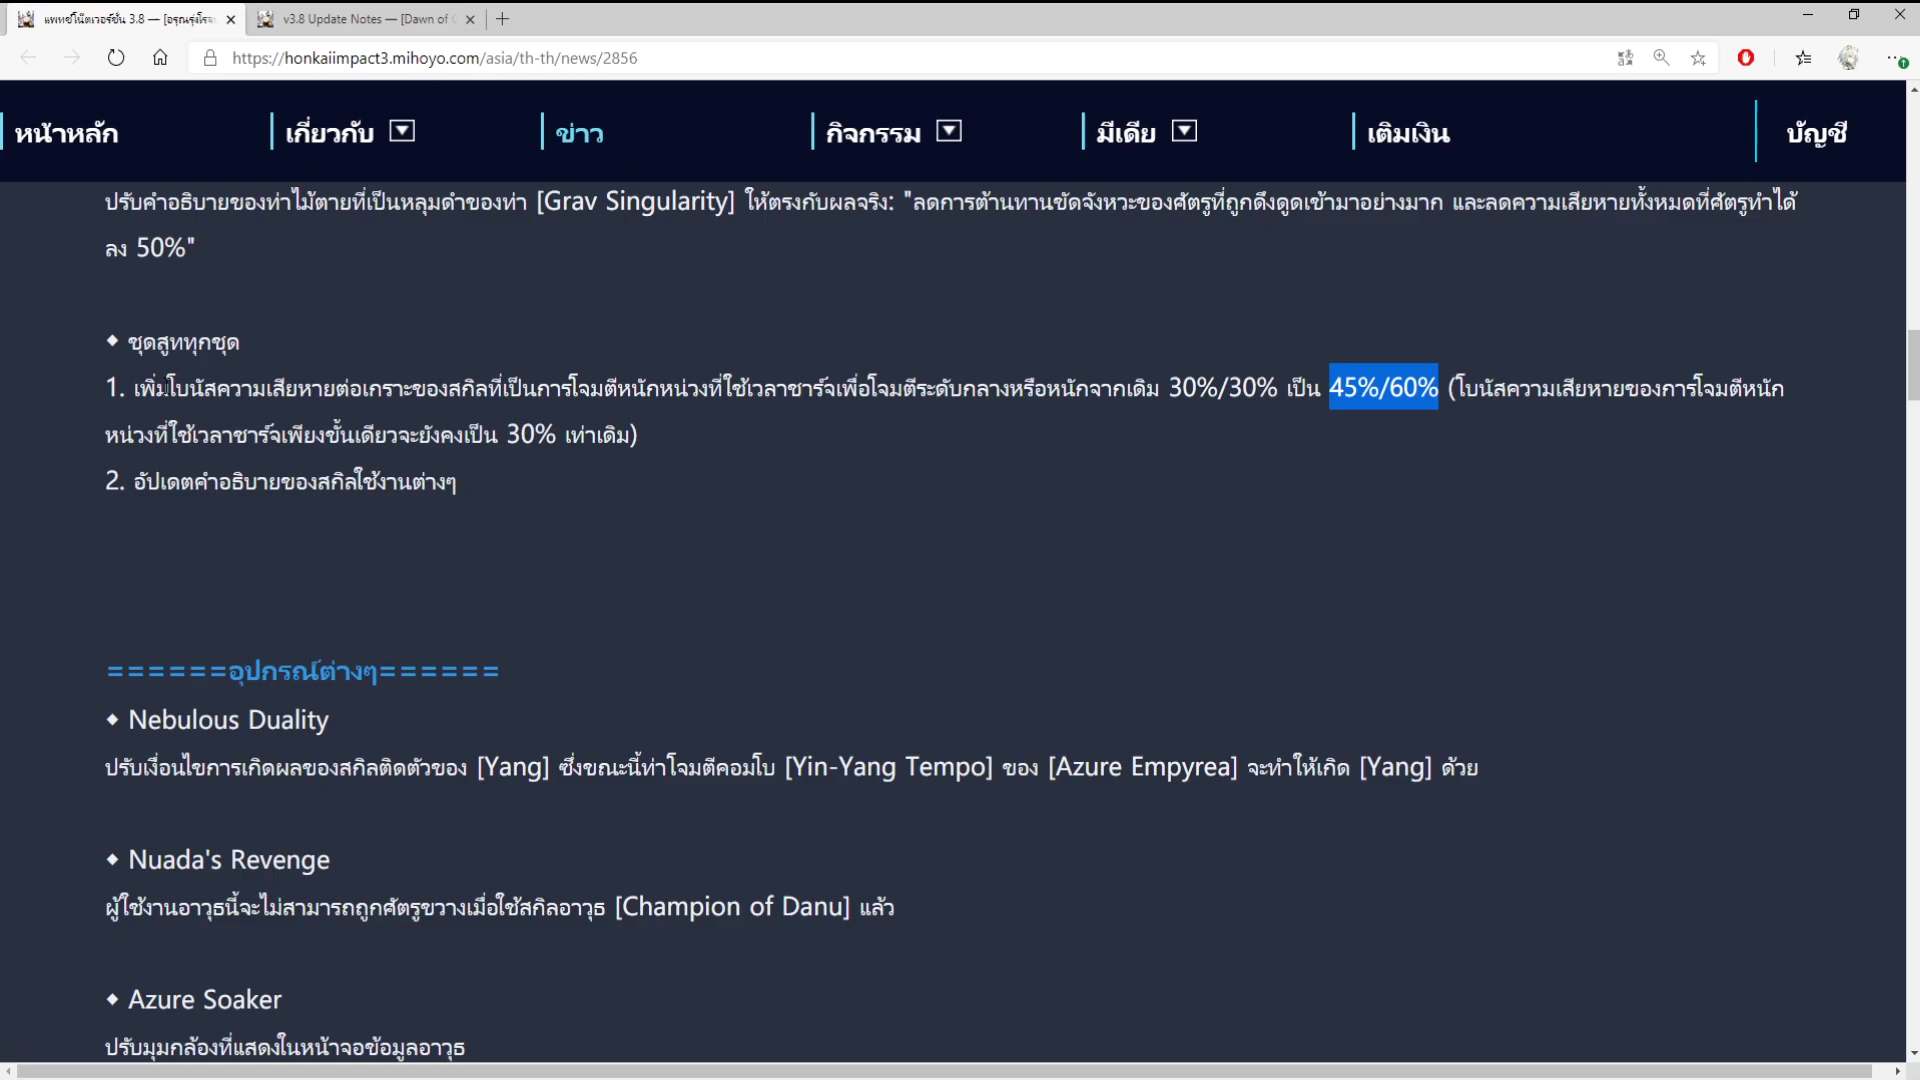 แพทช์โน้ตเวอร์ชั่น 3.8 — [อรุณรุ่งโรจ
v3.8 Update Notes — [Dawn of
https://honkaiimpact3.mihoyo.com/asia/th-th/news/2856
หน้าหลัก
เกี่ยวกับ
ข่าว
กิจกรรม
มีเดีย
เติมเงิน
บัญชี
ปรับคำอธิบายของท่าไม้ตายที่เป็นหลุมดำของท่า [Grav Singularity] ให้ตรงกับผลจริง: "ลดการต้านทานขัดจังหวะของศัตรูที่ถูกดึงดูดเข้ามาอย่างมาก และลดความเสียหายทั้งหมดที่ศัตรูทำได้
ลง 50%"
◆ ชุดสูททุกชุด
1. เพิ่มโบนัสความเสียหายต่อเกราะของสกิลที่เป็นการโจมตีหนักหน่วงที่ใช้เวลาชาร์จเพื่อโจมตีระดับกลางหรือหนักจากเดิม 30%/30% เป็น 45%/60% (โบนัสความเสียหายของการโจมตีหนัก
หน่วงที่ใช้เวลาชาร์จเพียงขั้นเดียวจะยังคงเป็น 30% เท่าเดิม)
2. อัปเดตคำอธิบายของสกิลใช้งานต่างๆ
======อุปกรณ์ต่างๆ======
◆ Nebulous Duality
ปรับเงื่อนไขการเกิดผลของสกิลติดตัวของ [Yang] ซึ่งขณะนี้ท่าโจมตีคอมโบ [Yin-Yang Tempo] ของ [Azure Empyrea] จะทำให้เกิด [Yang] ด้วย
◆ Nuada's Revenge
ผู้ใช้งานอาวุธนี้จะไม่สามารถถูกศัตรูขวางเมื่อใช้สกิลอาวุธ [Champion of Danu] แล้ว
◆ Azure Soaker
ปรับมุมกล้องที่แสดงในหน้าจอข้อมูลอาวุธ